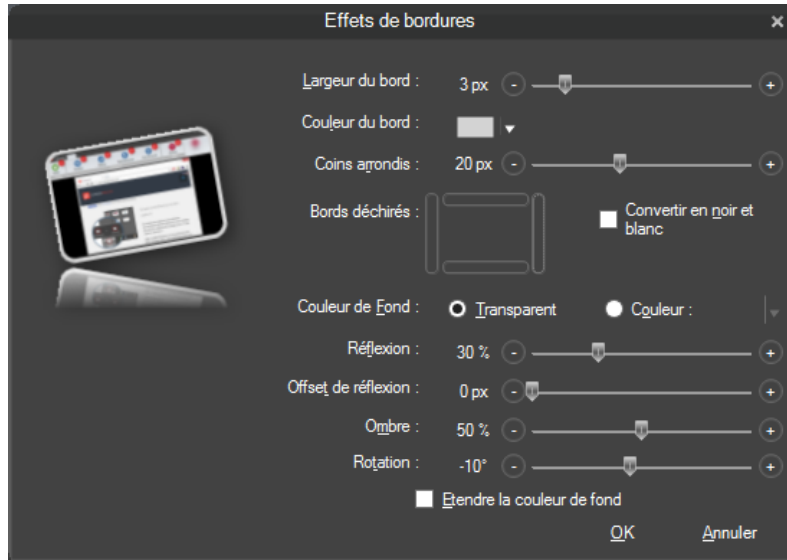 Effets de bordures
Largeur du bord : 3 px
Couleur du bord :
Coins arrondis : 20 px
Bords déchirés :
Convertir en noir et
blanc
Couleur de Fond : Transparent Couleur :
Réflexion : 30 %
Offset de réflexion : 0 px
Ombre : 50 %
Rotation : -10°
Etendre la couleur de fond
OK Annuler